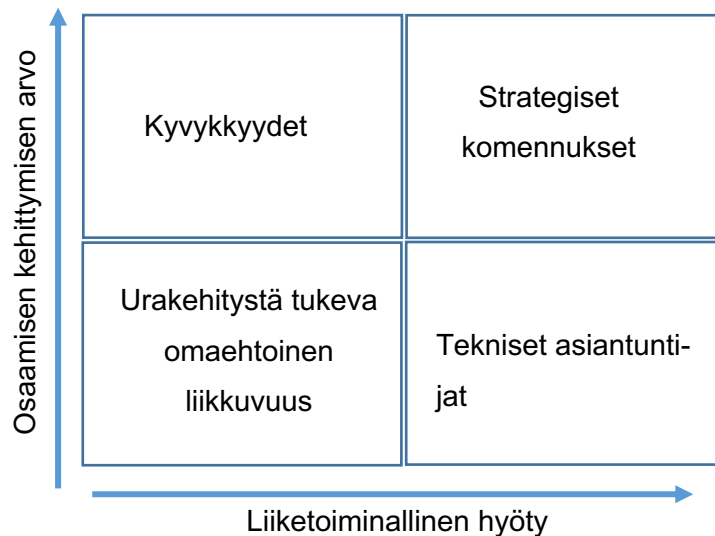 Osaamisen kehittymisen arvo
Kyvykkyydet
Strategiset
komennukset
Urakehitystä tukeva
omaehtoinen
liikkuvuus
Tekniset asiantunti-
jat
Liiketoiminallinen hyöty